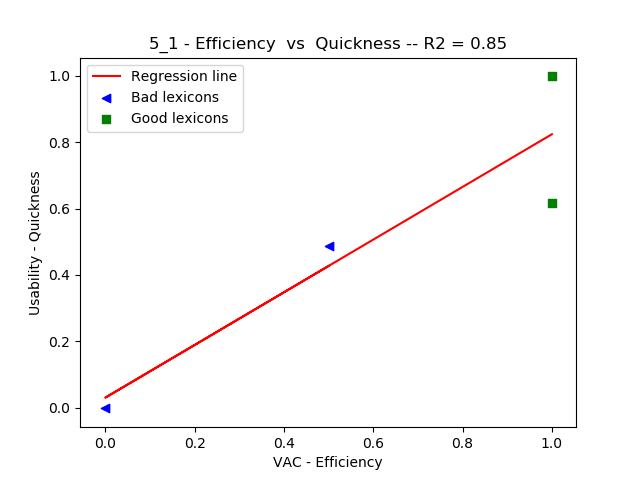 5_1 - Efficiency  vs  Quickness -- R2 = 0.85
Regression line
Bad lexicons
Good lexicons
1.0
0.8
0.6
0.4
0.2
0.0
Usability - Quickness
0.0 0.2 0.4 0.6 0.8 1.0
VAC - Efficiency